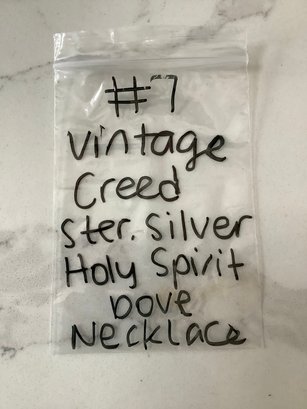 #7
Vintage
Creed
Ster. Silver
Holy Spirit
Dove
Necklace